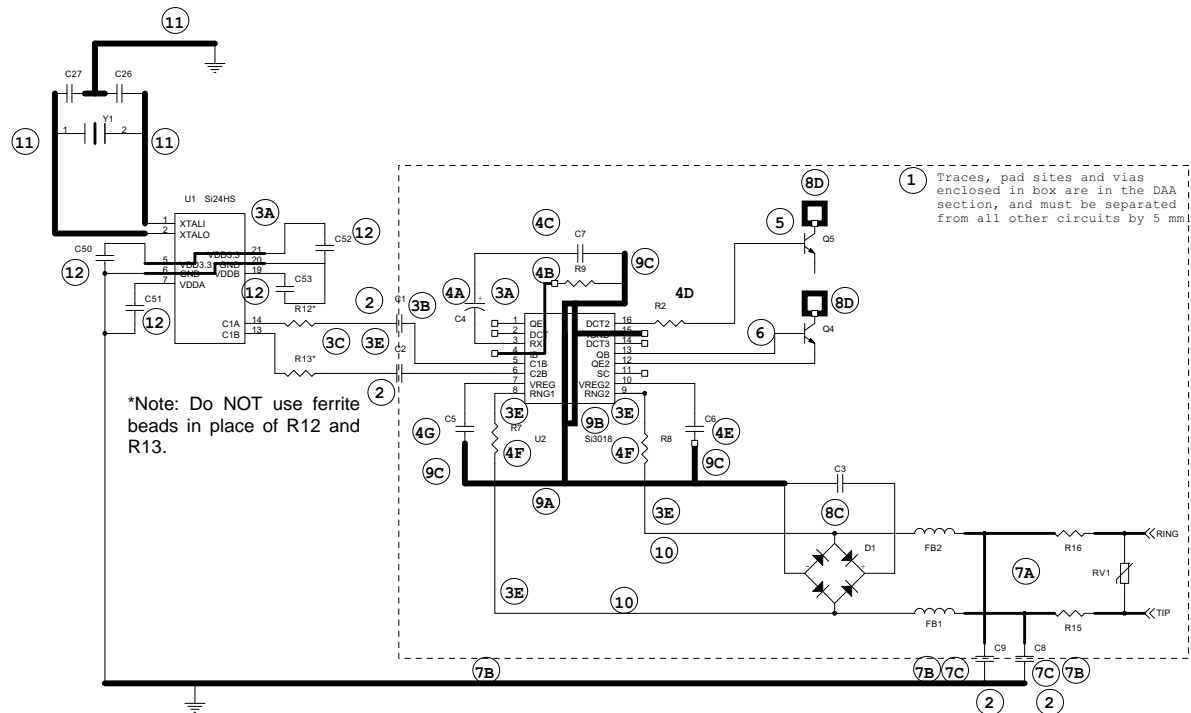 11
C27
C26
11
Y1
1
2
11
1
Traces, pad sites and vias
enclosed in box are in the DAA
section, and must be separated
from all other circuits by 5 mm.
8D
5
Q5
U1 Si24HS
3A
4C
C7
1 XTALI
2 XTALO
12
C52
C50
12
5 VDD3.3
6 GND
7 VDDA
VDD3.3 21
GND 20
VDDB 19
C53
12
C51
12
4B
R9
9C
4A
3A
C4
+
4D
R2
8D
6
Q4
2
C1
3B
R12*
C1A 14
C1B 13
3C
3E
C2
R13*
2
1 QE
2 DCT
3 RX
4 IB
5 C1B
6 C2B
7 VREG
8 RNG1
DCT2 16
IGND 15
DCT3 14
QB 13
QE2 12
SC 11
VREG2 10
RNG2 9
*Note: Do NOT use ferrite
beads in place of R12 and
R13.
3E
9B
3E
4G
C5
R7
4F
U2
Si3018
4F
R8
C6
4E
9C
9C
9A
C3
3E
8C
10
D1
-
+
FB2
R16
RING
7A
RV1
3E
10
FB1
R15
TIP
C9
C8
7B
7B
7C
7C
7B
2
2